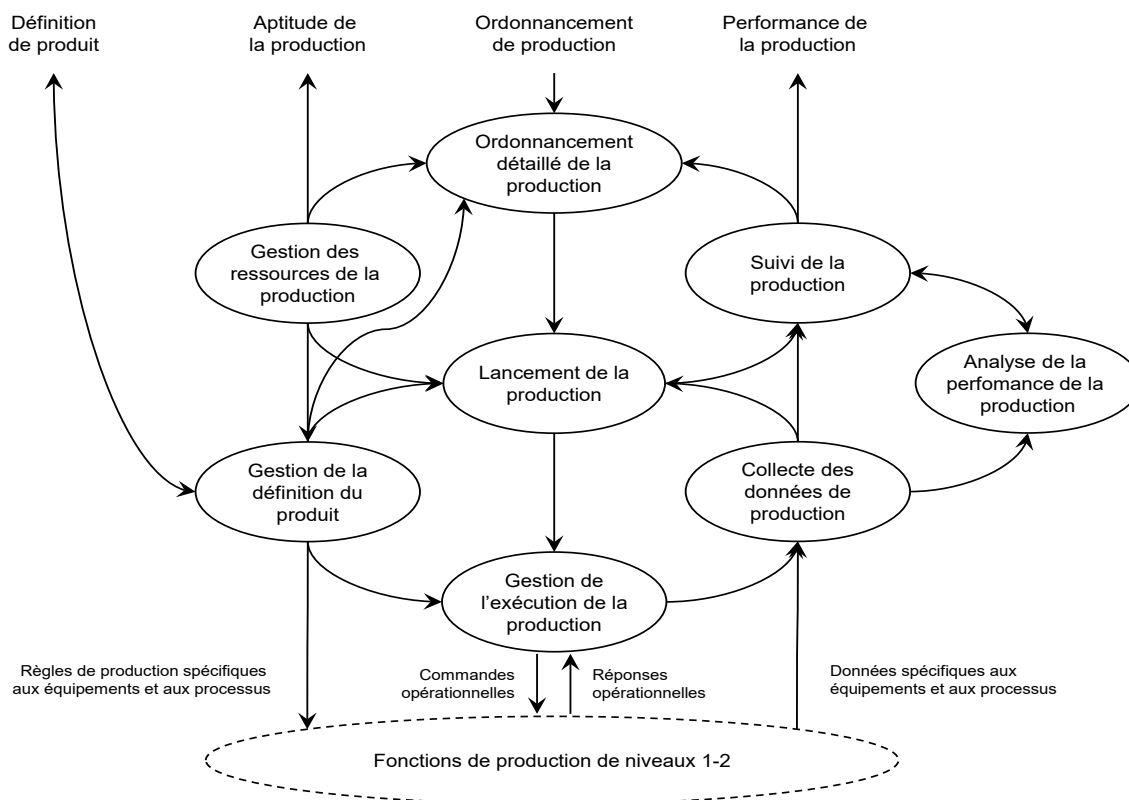 Définition
de produit
Aptitude de
la production
Ordonnancement
de production
Performance de
la production
Ordonnancement
détaillé de la
production
Gestion des
ressources de la
production
Suivi de la
production
Lancement de la
production
Analyse de la
perfomance de la
production
Gestion de la
définition du
produit
Collecte des
données de
production
Gestion de
l’exécution de la
production
Règles de production spécifiques
aux équipements et aux processus
Commandes
opérationnelles
Réponses
opérationnelles
Données spécifiques aux
équipements et aux processus
Fonctions de production de niveaux 1-2